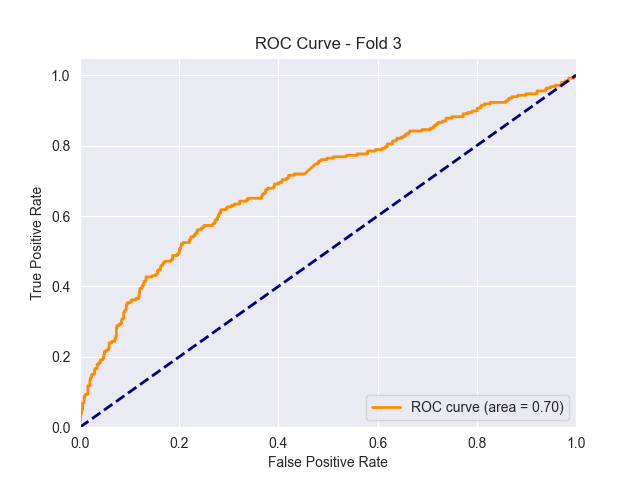 ROC Curve - Fold 3
True Positive Rate
1.0
0.8
0.6
0.4
0.2
0.0
ROC curve (area = 0.70)
0.0 0.2 0.4 0.6 0.8 1.0
False Positive Rate